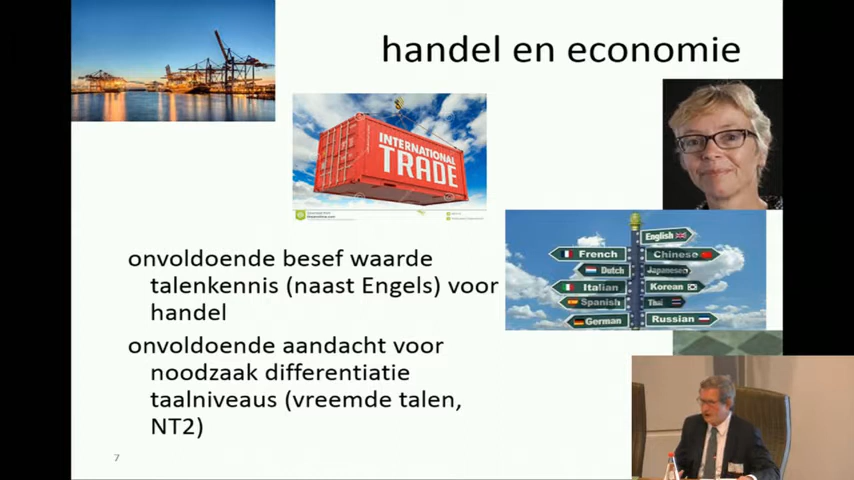 handel en economie
INTERNATIONAL
TRADE
English
French
Chinese
Dutch
Japanese
Italian
Korean
Spanish
Thai
German
Russian
onvoldoende besef waarde
talenkennis (naast Engels) voor
handel
onvoldoende aandacht voor
noodzaak differentiatie
taalniveaus (vreemde talen,
NT2)
7